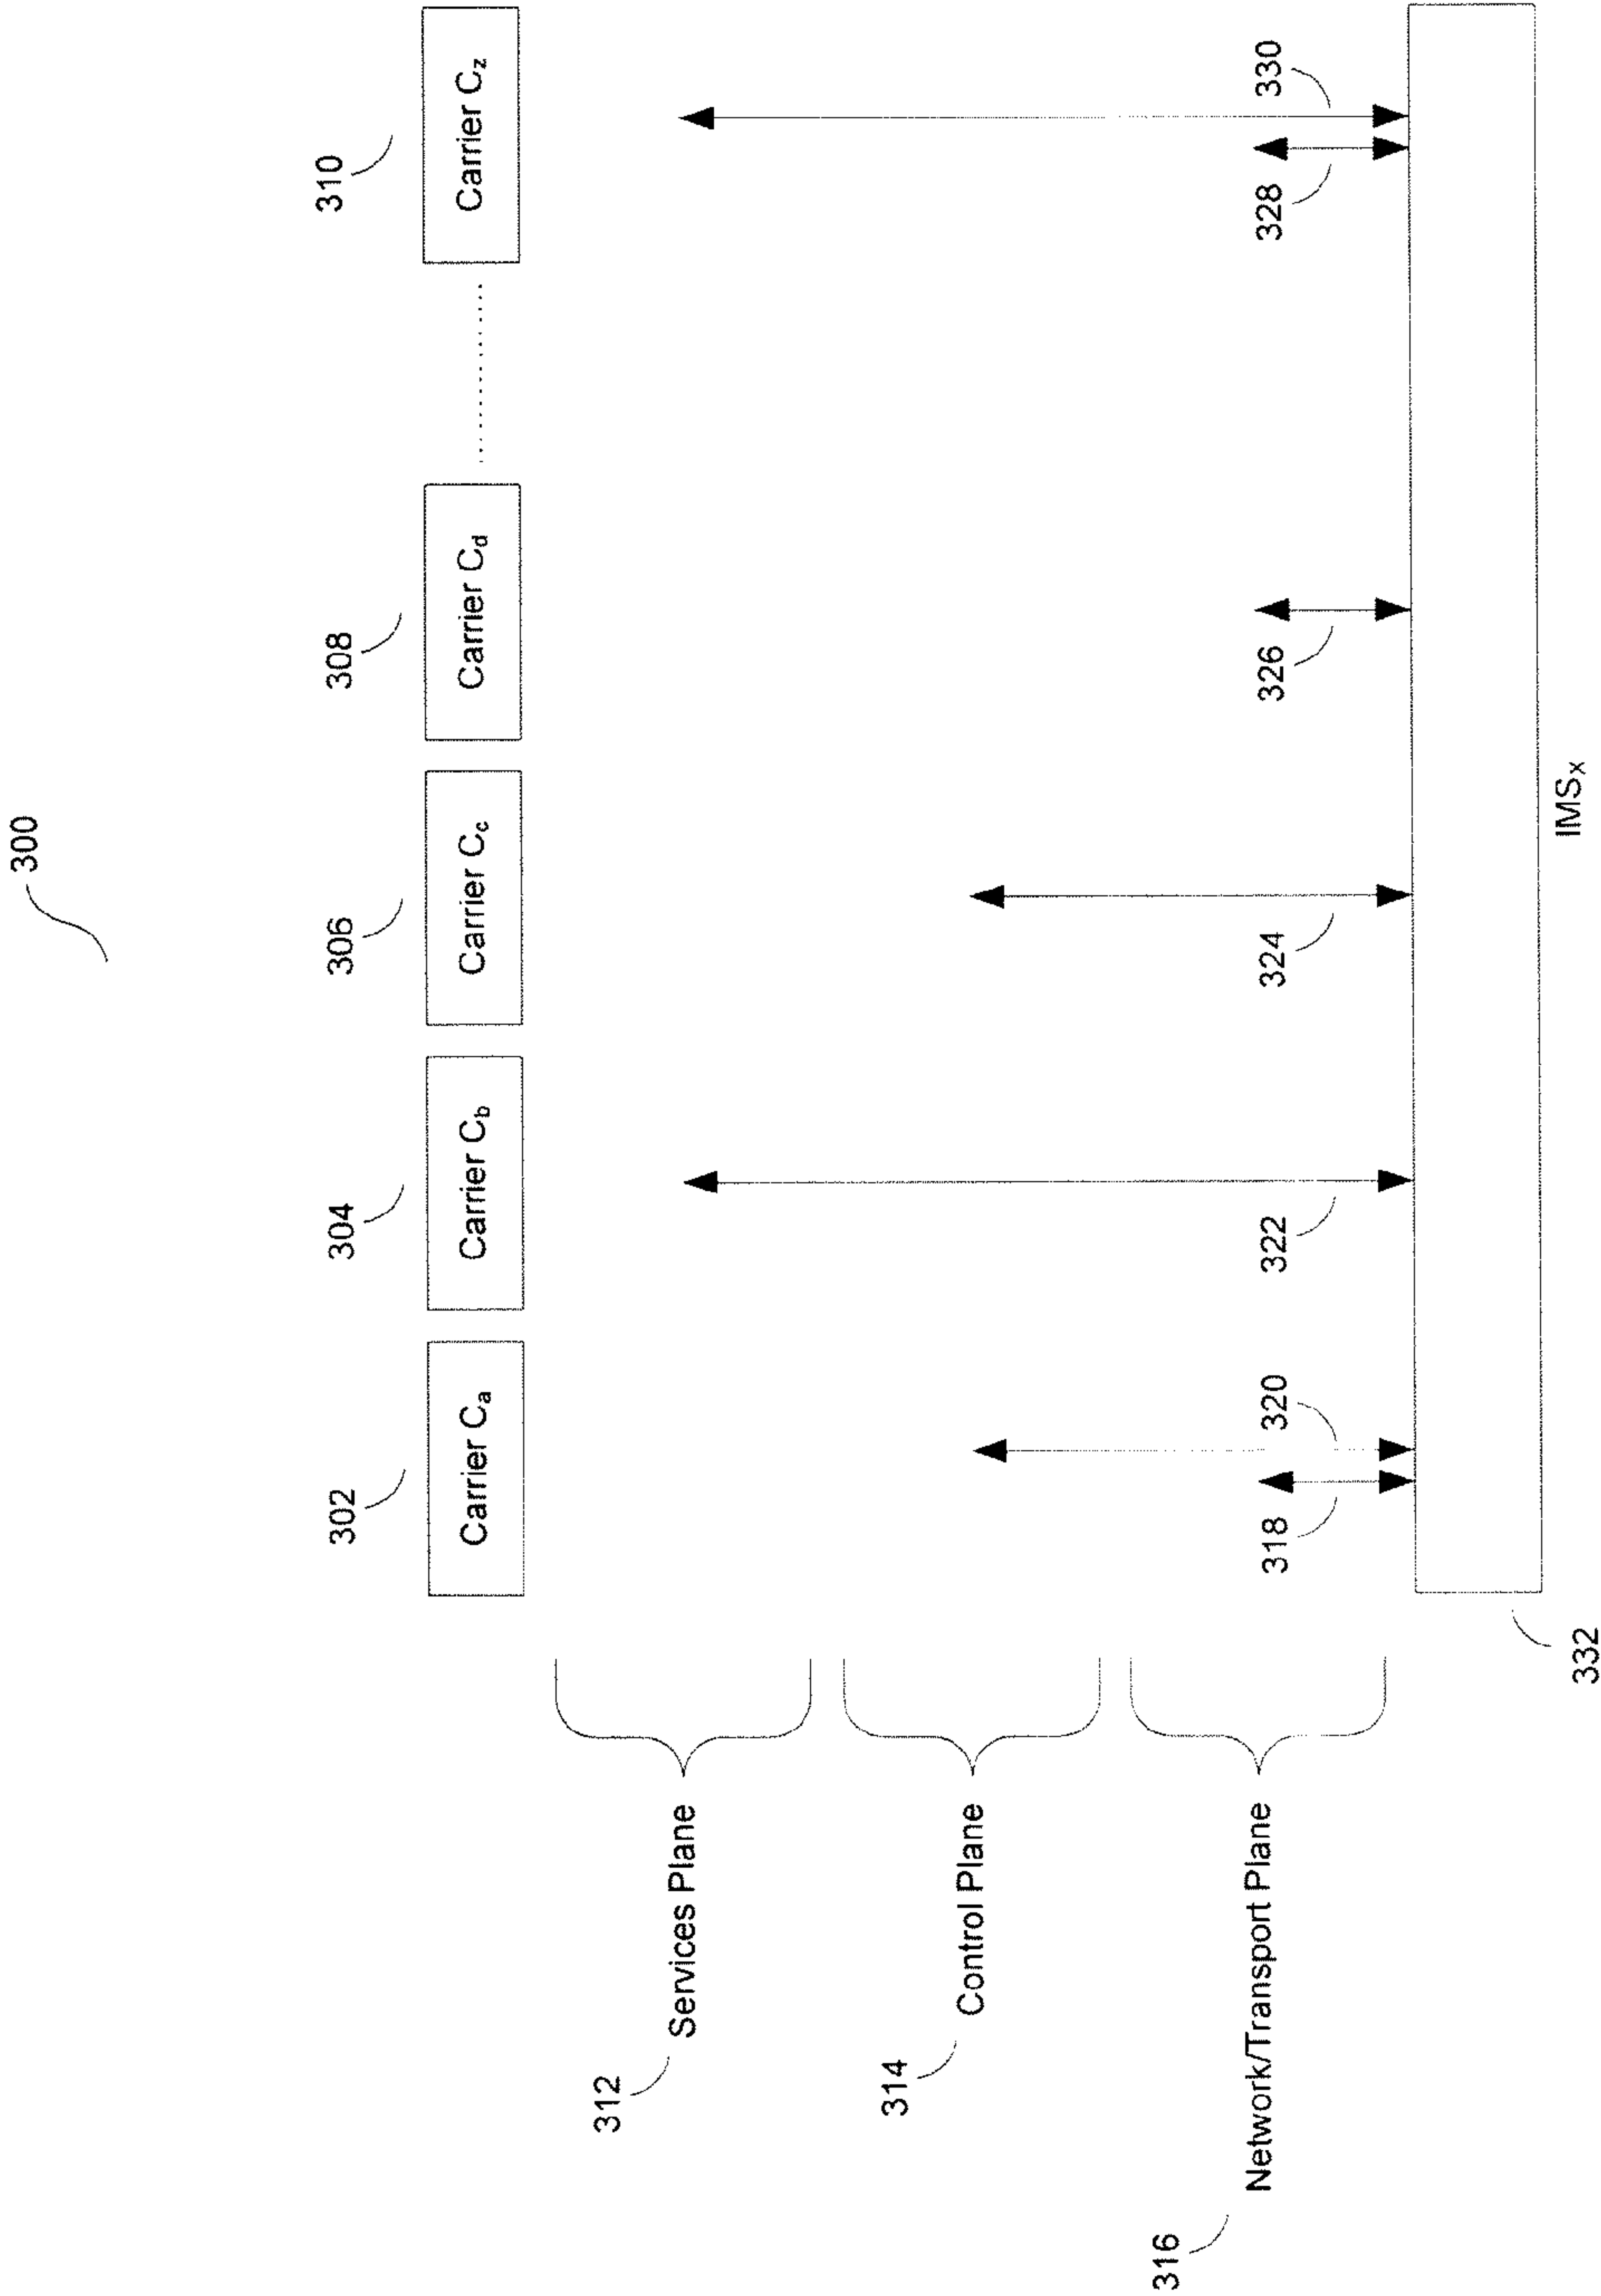 300
302
304
306
308
310
Carrier Ca
Carrier Cb
Carrier Cc
Carrier Cd
Carrier Cz
312
Services Plane
314
Control Plane
316
Network/Transport Plane
318
320
322
324
326
328
330
332
IMSx